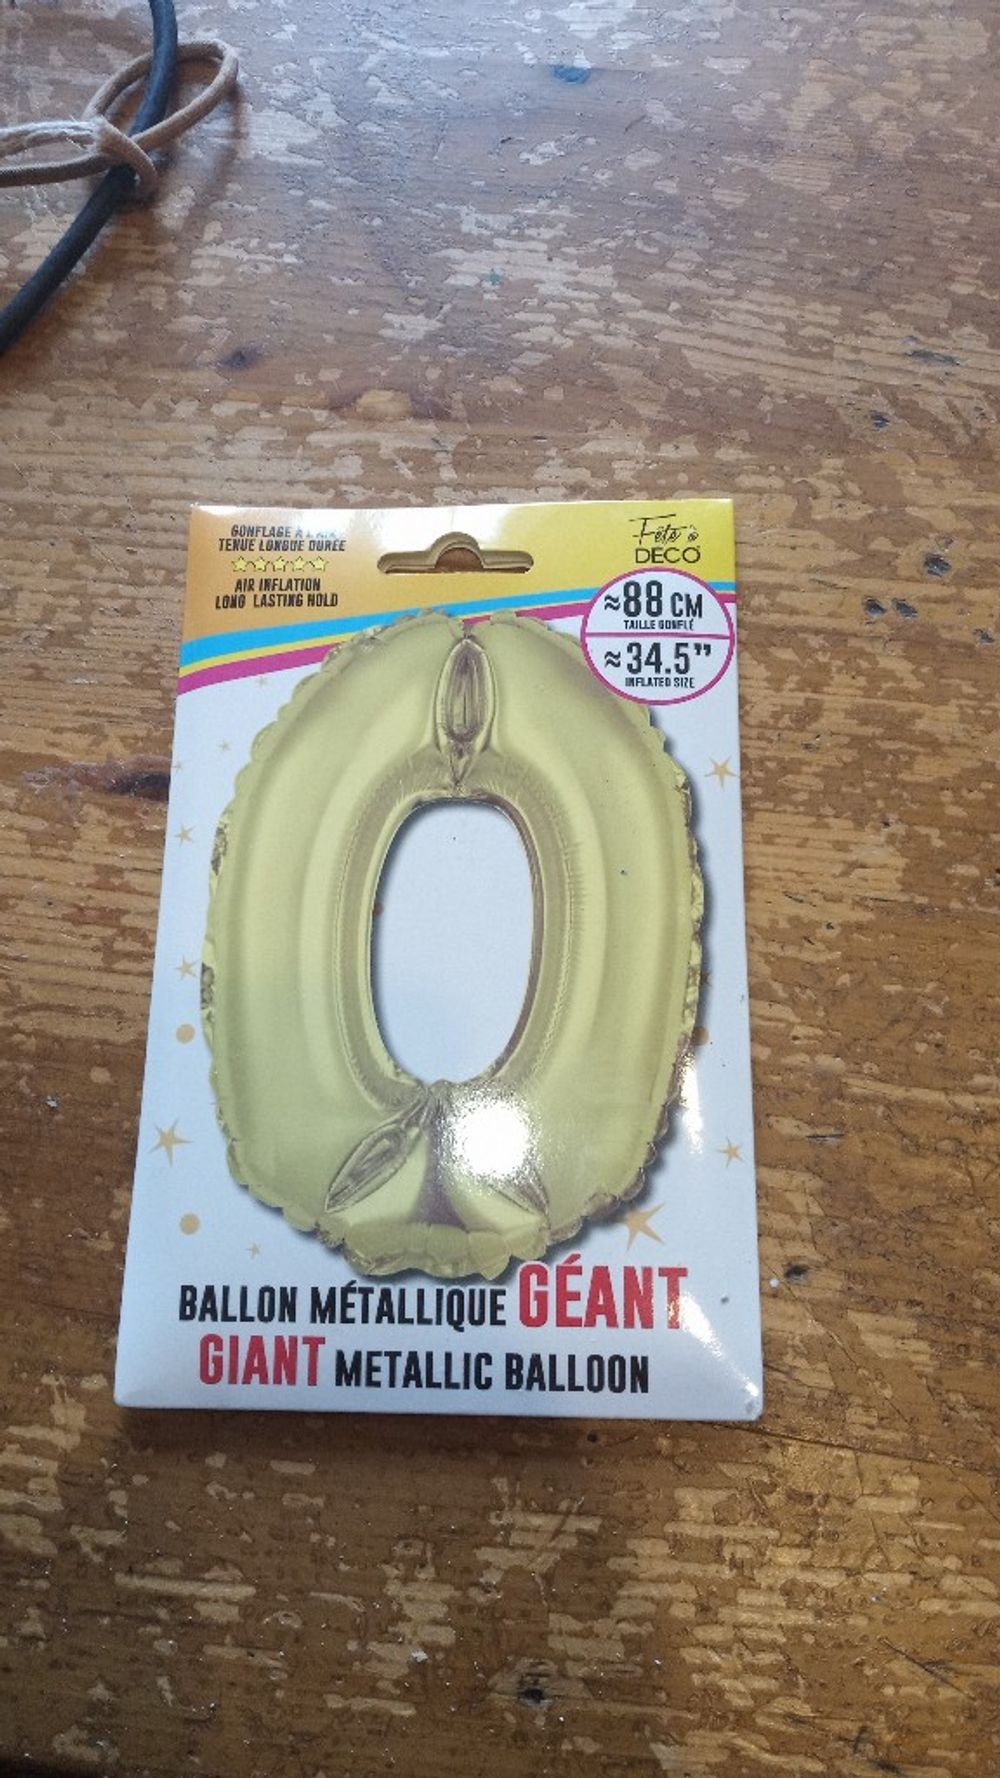 GONFLAGE À L'AIR
TENUE LONGUE DURÉE
AIR INFLATION
LONG LASTING HOLD
Fête ô
DECO
≈88 CM
TAILLE GONFLÉ
≈34.5"
INFLATED SIZE
BALLON MÉTALLIQUE GÉANT
GIANT METALLIC BALLOON